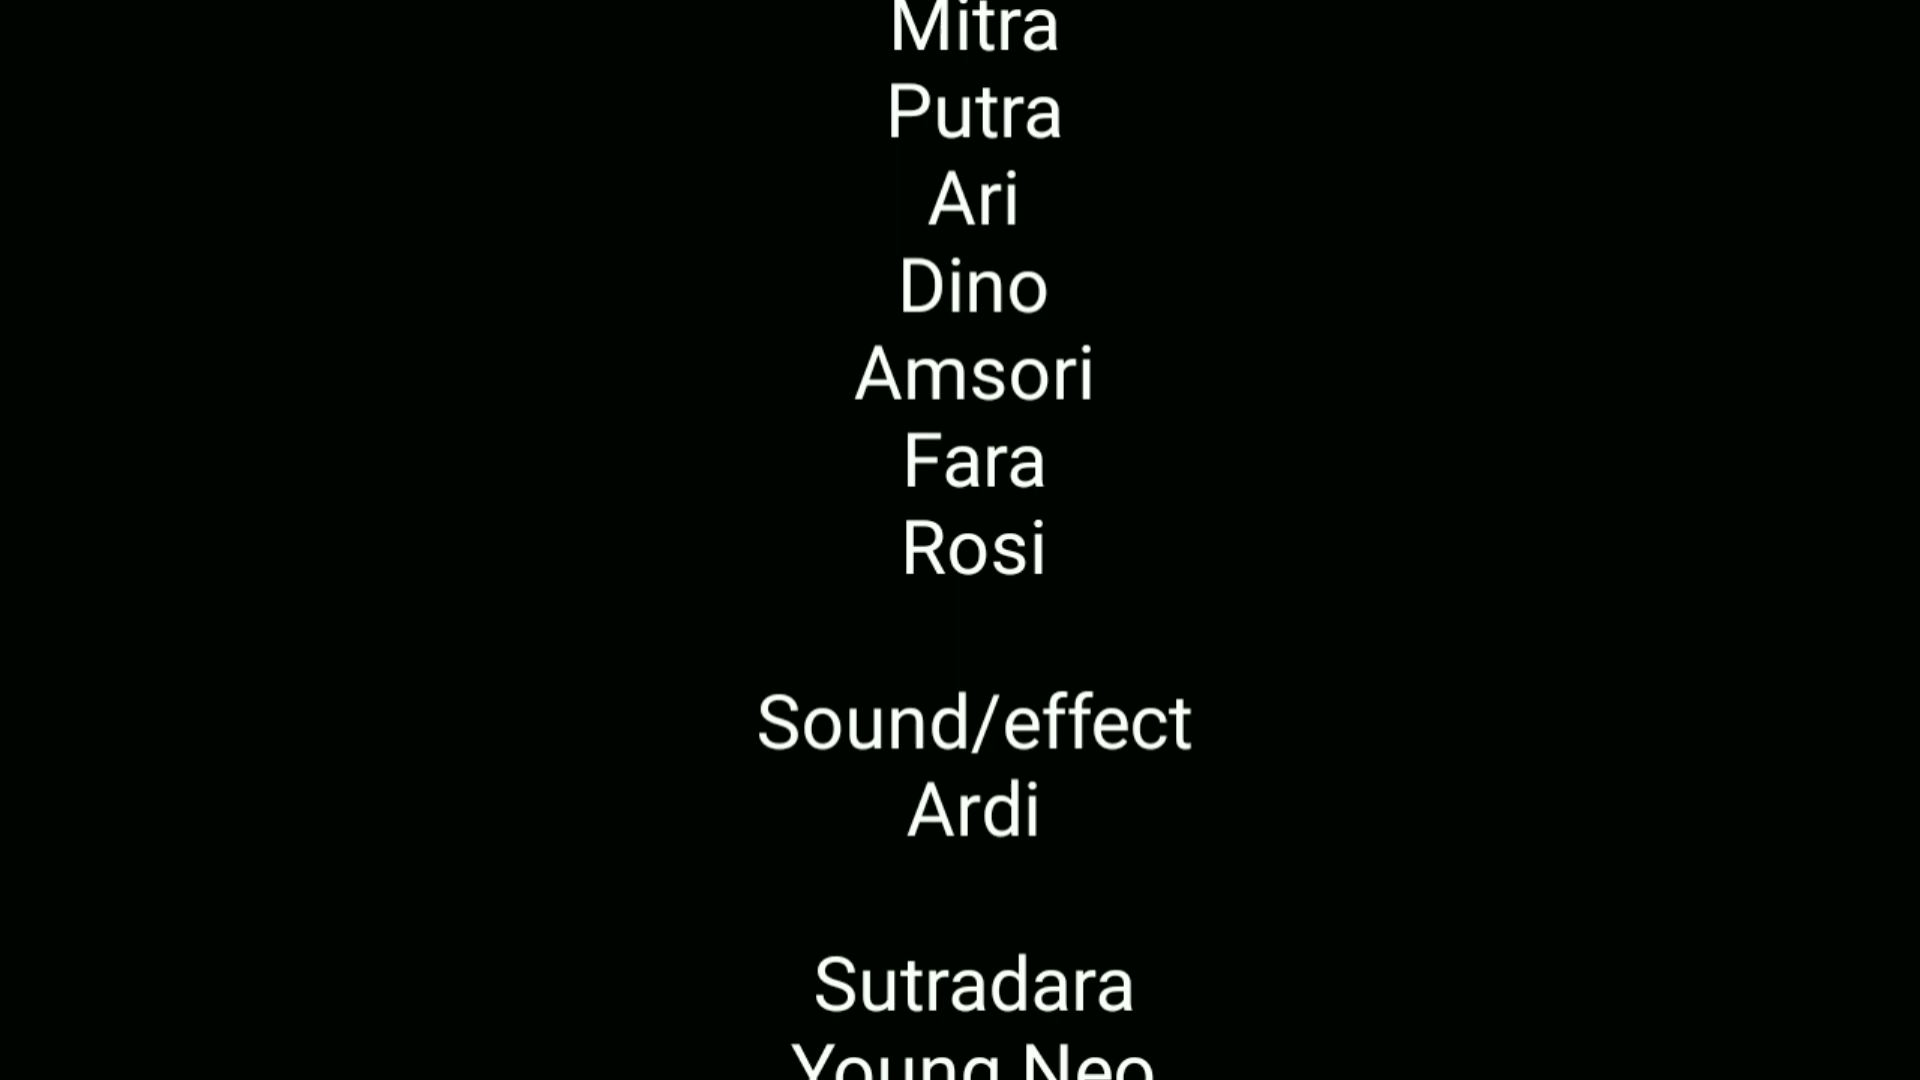 Mitra
Putra
Ari
Dino
Amsori
Fara
Rosi
Sound/effect
Ardi
Sutradara
Young Neo